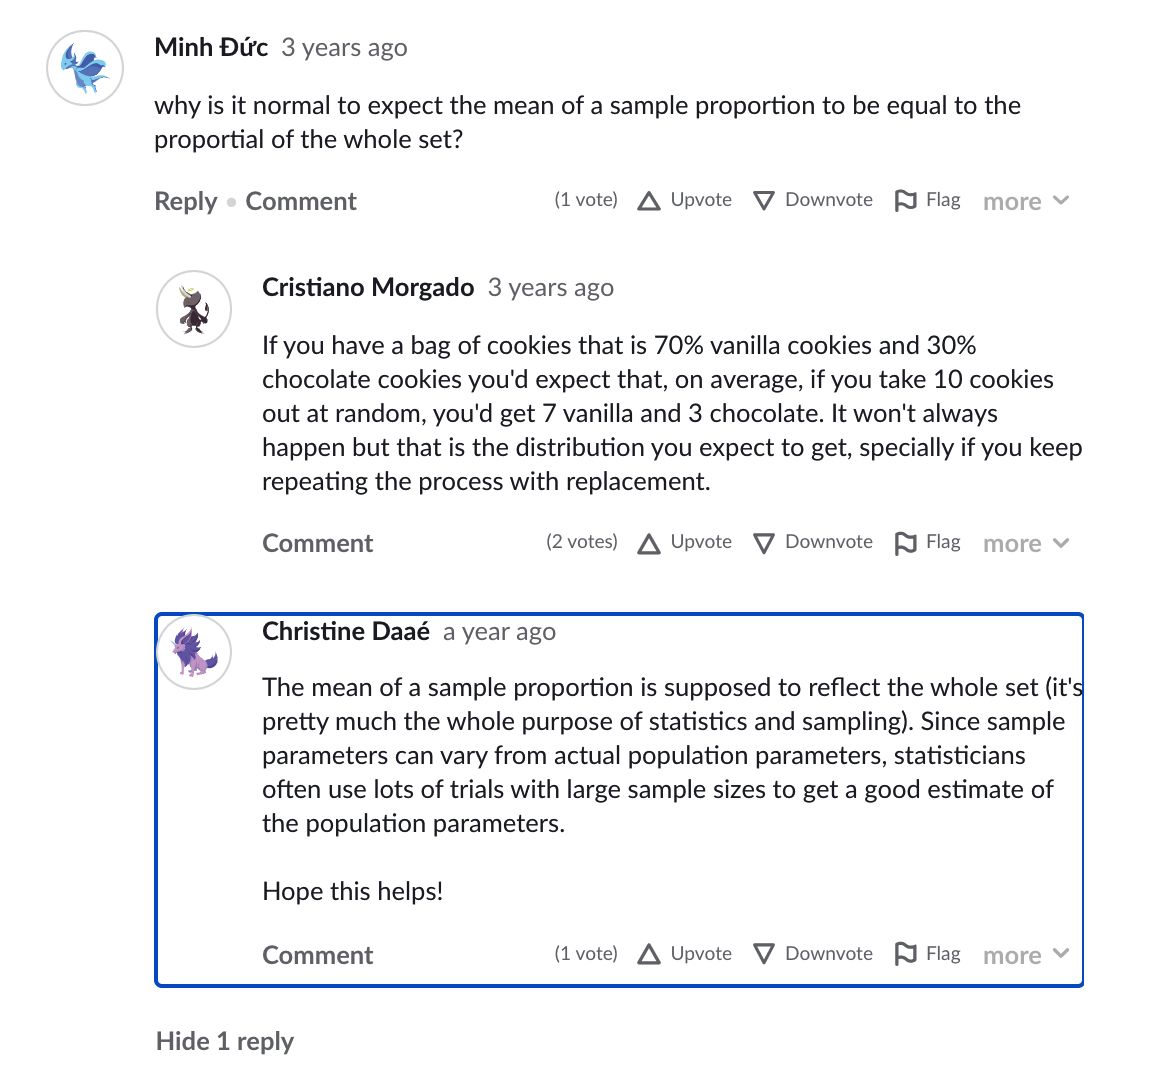 Minh Đức 3 years ago
why is it normal to expect the mean of a sample proportion to be equal to the
proportial of the whole set?
Reply • Comment (1 vote) Upvote Downvote Flag more
Cristiano Morgado 3 years ago
If you have a bag of cookies that is 70% vanilla cookies and 30%
chocolate cookies you'd expect that, on average, if you take 10 cookies
out at random, you'd get 7 vanilla and 3 chocolate. It won't always
happen but that is the distribution you expect to get, specially if you keep
repeating the process with replacement.
Comment (2 votes) Upvote Downvote Flag more
Christine Daaé a year ago
The mean of a sample proportion is supposed to reflect the whole set (it's
pretty much the whole purpose of statistics and sampling). Since sample
parameters can vary from actual population parameters, statisticians
often use lots of trials with large sample sizes to get a good estimate of
the population parameters.
Hope this helps!
Comment (1 vote) Upvote Downvote Flag more
Hide 1 reply